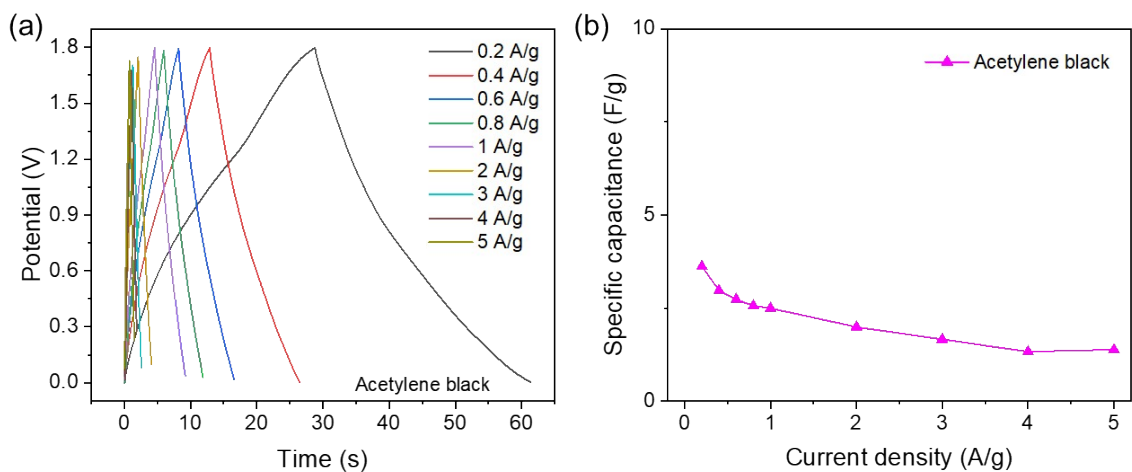 (a)
Potential (V)
1.8
1.5
1.2
0.9
0.6
0.3
0.0
0.2 A/g
0.4 A/g
0.6 A/g
0.8 A/g
1 A/g
2 A/g
3 A/g
4 A/g
5 A/g
Acetylene black
0 10 20 30 40 50 60
Time (s)
(b)
Specific capacitance (F/g)
10
5
0
Acetylene black
0 1 2 3 4 5
Current density (A/g)